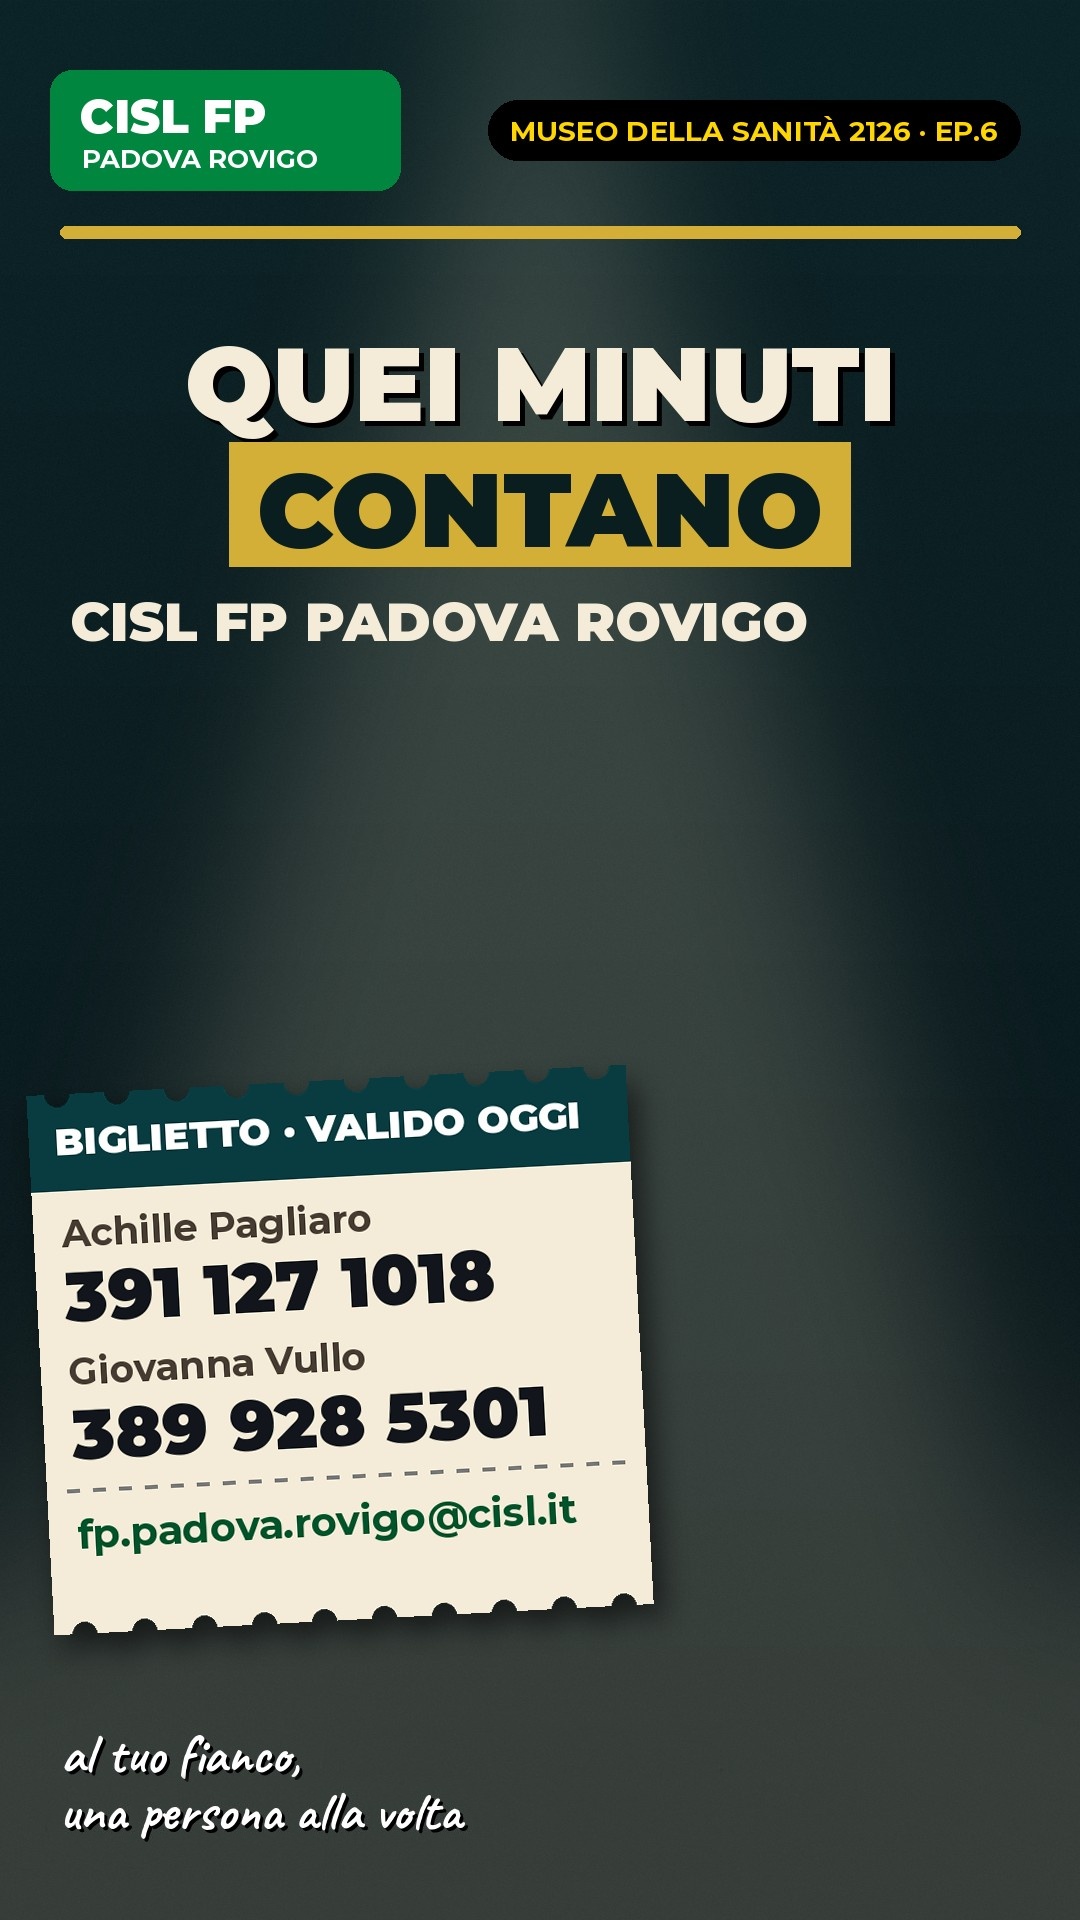 CISL FP
PADOVA ROVIGO
MUSEO DELLA SANITÀ 2126 · EP.6
QUEI MINUTI
CONTANO
CISL FP PADOVA ROVIGO
BIGLIETTO · VALIDO OGGI
Achille Pagliaro
391 127 1018
Giovanna Vullo
389 928 5301
fp.padova.rovigo@cisl.it
al tuo fianco,
una persona alla volta